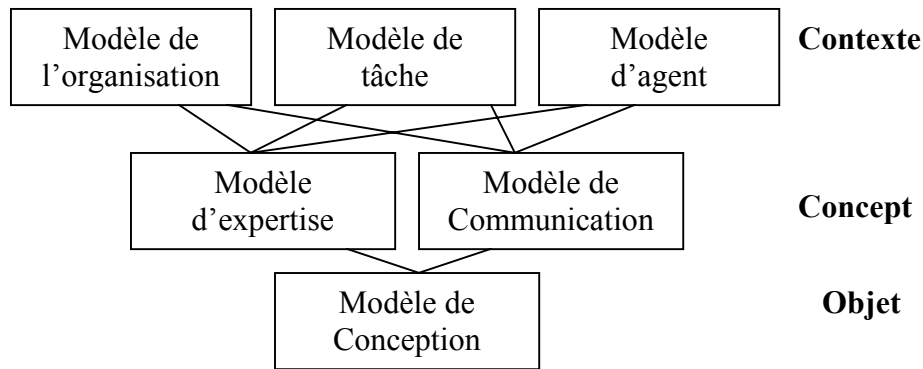 Modèle de
l'organisation
Modèle de
tâche
Modèle
d'agent
Contexte
Modèle
d'expertise
Modèle de
Communication
Concept
Modèle de
Conception
Objet